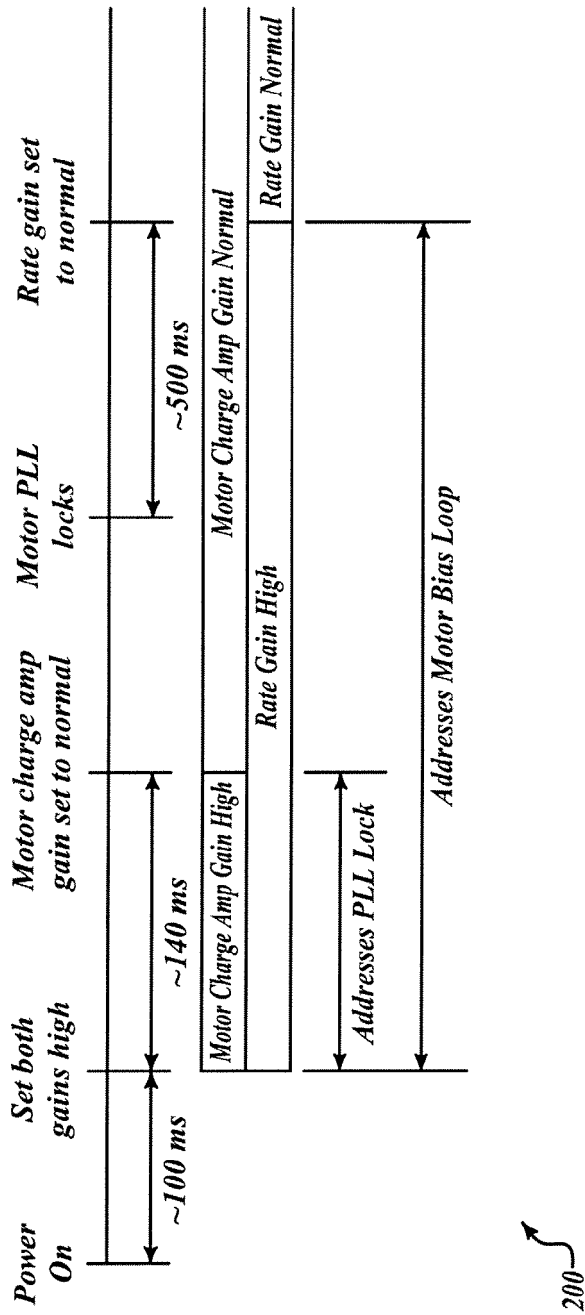 Power
On
Set both
gains high
Motor charge amp
gain set to normal
Motor PLL
locks
Rate gain set
to normal
~100 ms
~140 ms
~500 ms
Motor Charge Amp Gain High
Motor Charge Amp Gain Normal
Rate Gain High
Rate Gain Normal
Addresses PLL Lock
Addresses Motor Bias Loop
200